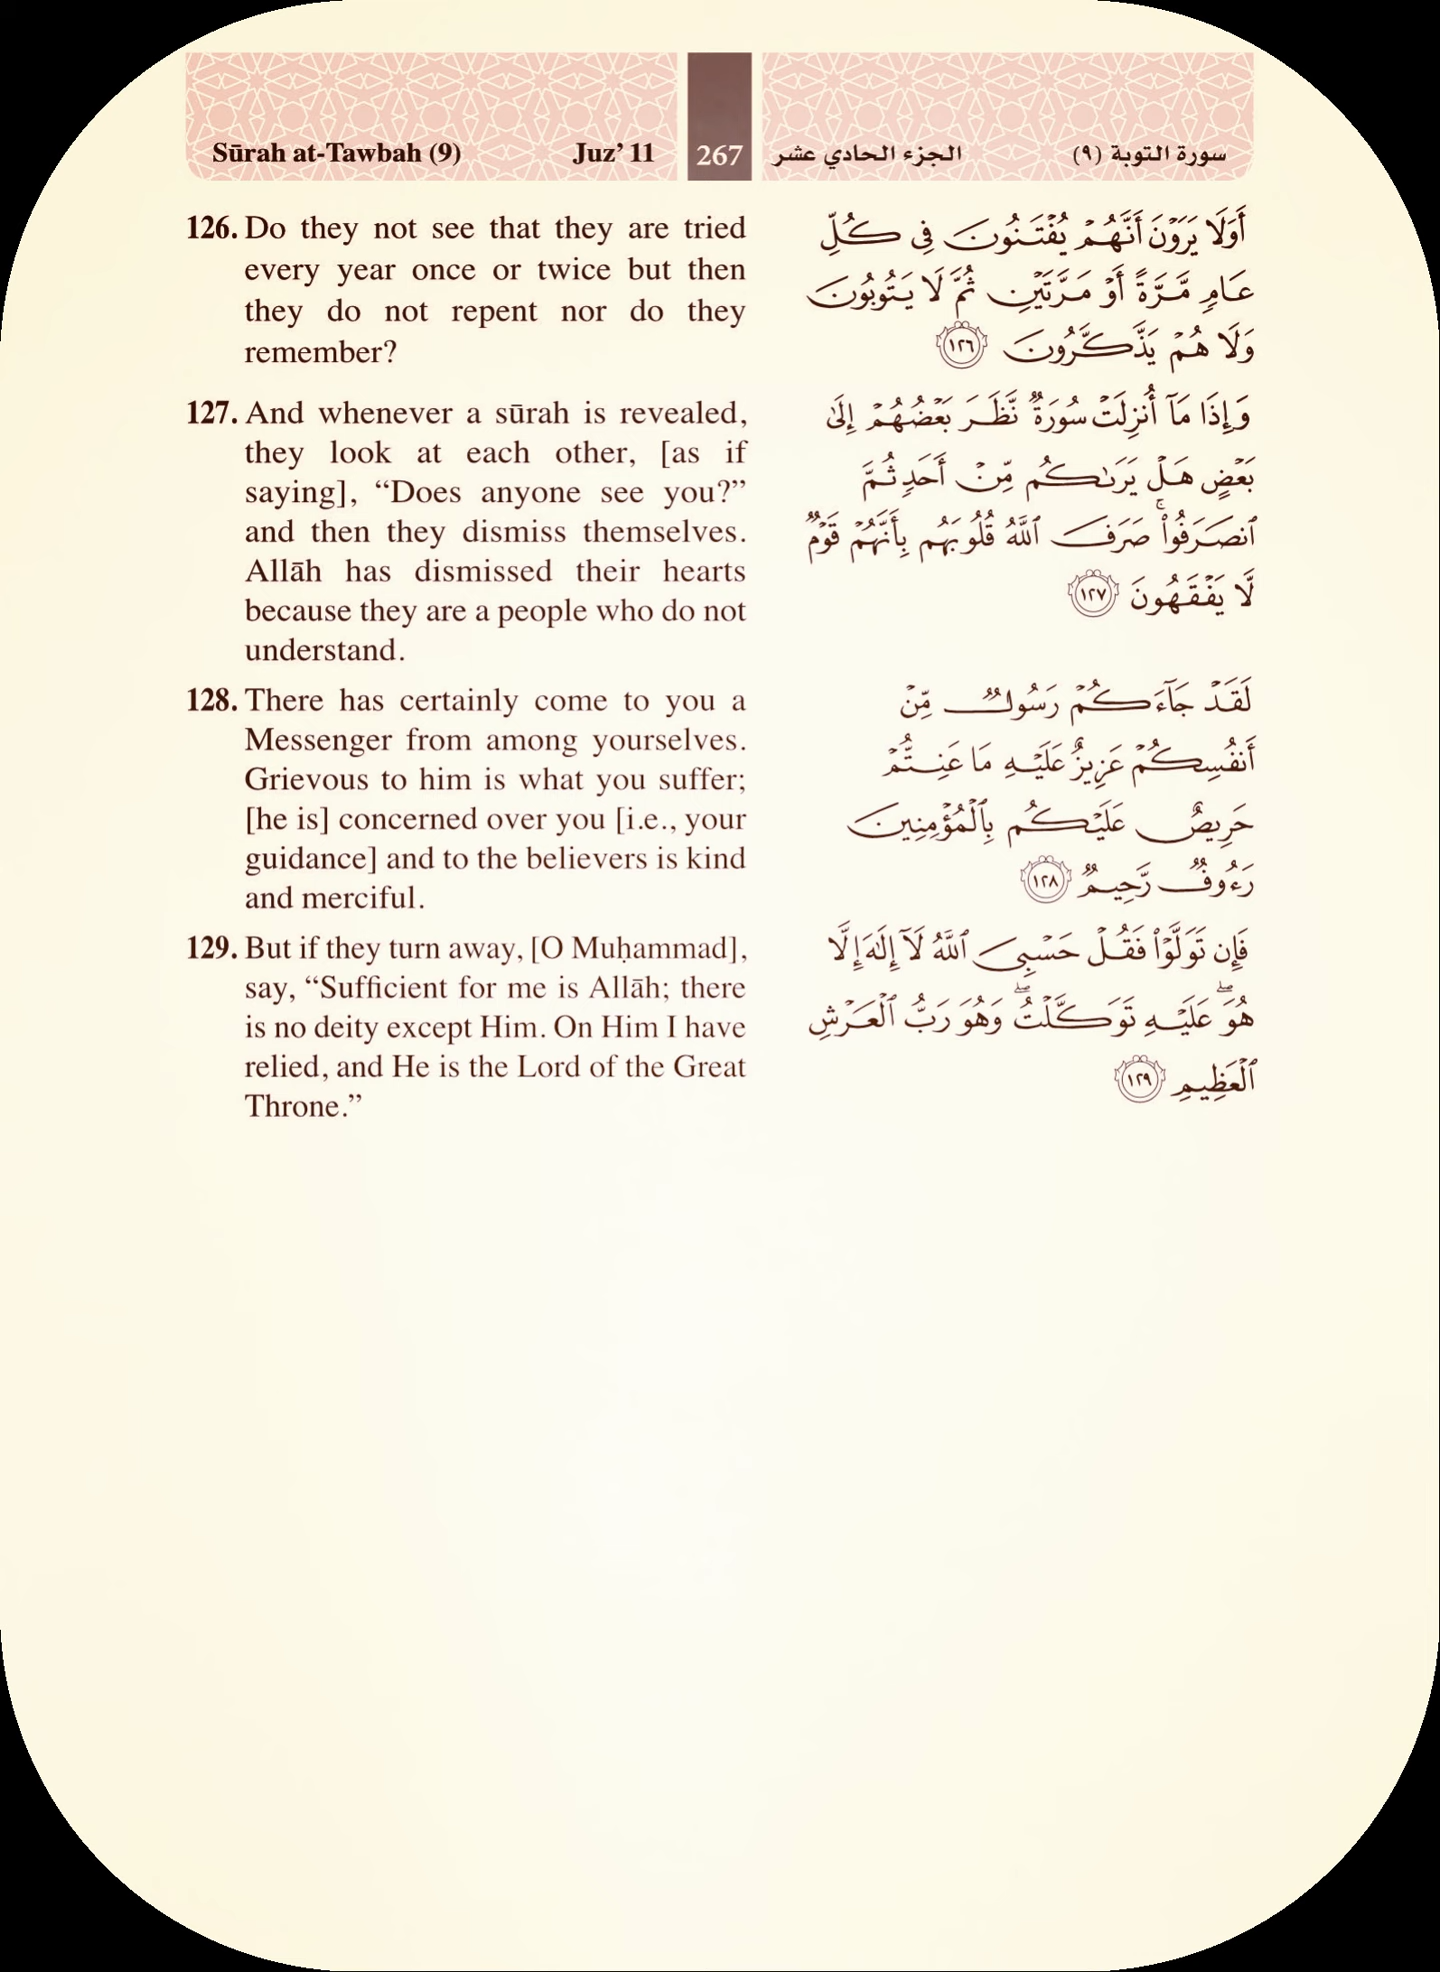 Sūrah at-Tawbah (9) Juz’ 11 267 الجزء الحادي عشر سورة التوبة (٩)
126. Do they not see that they are tried
every year once or twice but then
they do not repent nor do they
remember?
127. And whenever a sūrah is revealed,
they look at each other, [as if
saying], “Does anyone see you?”
and then they dismiss themselves.
Allāh has dismissed their hearts
because they are a people who do not
understand.
128. There has certainly come to you a
Messenger from among yourselves.
Grievous to him is what you suffer;
[he is] concerned over you [i.e., your
guidance] and to the believers is kind
and merciful.
129. But if they turn away, [O Muḥammad],
say, “Sufficient for me is Allāh; there
is no deity except Him. On Him I have
relied, and He is the Lord of the Great
Throne.”
أَوَلَا يَرَوْنَ أَنَّهُمْ يُفْتَنُونَ فِى كُلِّ
عَامٍ مَّرَّةً أَوْ مَرَّتَيْنِ ثُمَّ لَا يَتُوبُونَ
وَلَا هُمْ يَذَّكَّرُونَ ١٢٦
وَإِذَا مَآ أُنزِلَتْ سُورَةٌ نَّظَرَ بَعْضُهُمْ إِلَىٰ
بَعْضٍ هَلْ يَرَىٰكُم مِّنْ أَحَدٍ ثُمَّ
ٱنصَرَفُوا۟ ۚ صَرَفَ ٱللَّهُ قُلُوبَهُم بِأَنَّهُمْ قَوْمٌ
لَّا يَفْقَهُونَ ١٢٧
لَقَدْ جَآءَكُمْ رَسُولٌ مِّنْ
أَنفُسِكُمْ عَزِيزٌ عَلَيْهِ مَا عَنِتُّمْ
حَرِيصٌ عَلَيْكُم بِٱلْمُؤْمِنِينَ
رَءُوفٌ رَّحِيمٌ ١٢٨
فَإِن تَوَلَّوْا۟ فَقُلْ حَسْبِىَ ٱللَّهُ لَآ إِلَٰهَ إِلَّا
هُوَ ۖ عَلَيْهِ تَوَكَّلْتُ ۖ وَهُوَ رَبُّ ٱلْعَرْشِ
ٱلْعَظِيمِ ١٢٩